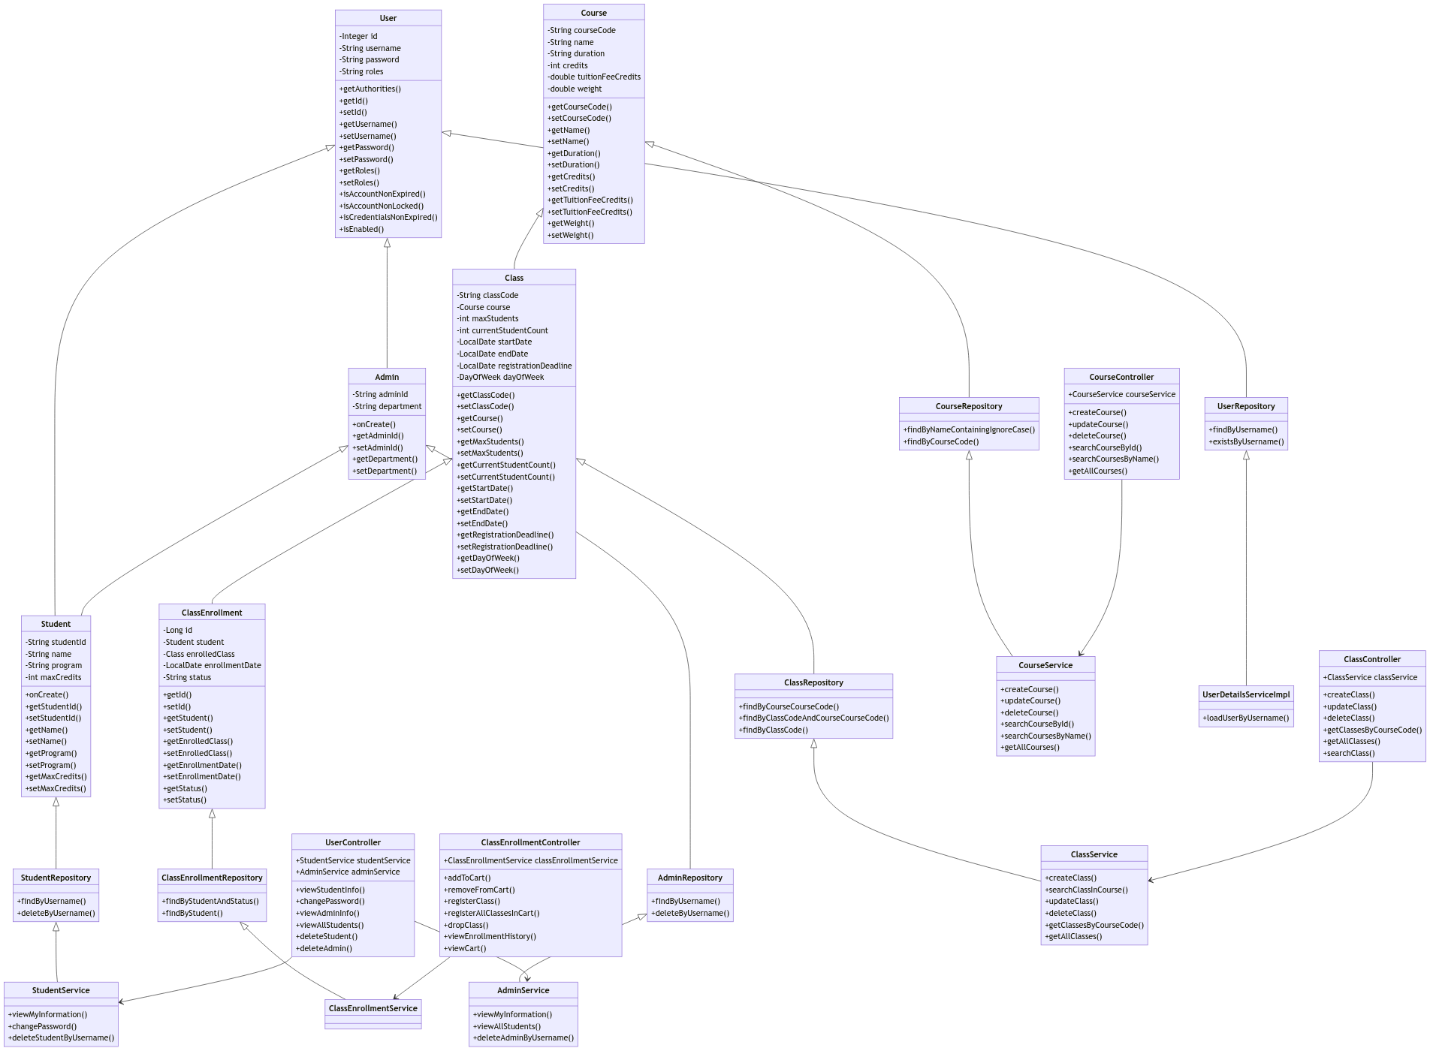 User
-Integer id
-String username
-String password
-String roles
+getAuthorities()
+getId()
+setId()
+getUsername()
+setUsername()
+getPassword()
+setPassword()
+getRoles()
+setRoles()
+isAccountNonExpired()
+isAccountNonLocked()
+isCredentialsNonExpired()
+isEnabled()
Course
-String courseCode
-String name
-String duration
-int credits
-double tuitionFeeCredits
-double weight
+getCourseCode()
+setCourseCode()
+getName()
+setName()
+getDuration()
+setDuration()
+getCredits()
+setCredits()
+getTuitionFeeCredits()
+setTuitionFeeCredits()
+getWeight()
+setWeight()
Class
-String classCode
-Course course
-int maxStudents
-int currentStudentCount
-LocalDate startDate
-LocalDate endDate
-LocalDate registrationDeadline
-DayOfWeek dayOfWeek
+getClassCode()
+setClassCode()
+getCourse()
+setCourse()
+getMaxStudents()
+setMaxStudents()
+getCurrentStudentCount()
+setCurrentStudentCount()
+getStartDate()
+setStartDate()
+getEndDate()
+setEndDate()
+getRegistrationDeadline()
+setRegistrationDeadline()
+getDayOfWeek()
+setDayOfWeek()
Admin
-String adminId
-String department
+onCreate()
+getAdminId()
+setAdminId()
+getDepartment()
+setDepartment()
CourseRepository
+findByNameContainingIgnoreCase()
+findByCourseCode()
CourseController
+CourseService courseService
+createCourse()
+updateCourse()
+deleteCourse()
+searchCourseById()
+searchCoursesByName()
+getAllCourses()
UserRepository
+findByUsername()
+existsByUsername()
Student
-String studentId
-String name
-String program
-int maxCredits
+onCreate()
+getStudentId()
+setStudentId()
+getName()
+setName()
+getProgram()
+setProgram()
+getMaxCredits()
+setMaxCredits()
ClassEnrollment
-Long id
-Student student
-Class enrolledClass
-LocalDate enrollmentDate
-String status
+getId()
+setId()
+getStudent()
+setStudent()
+getEnrolledClass()
+setEnrolledClass()
+getEnrollmentDate()
+setEnrollmentDate()
+getStatus()
+setStatus()
ClassRepository
+findByCourseCourseCode()
+findByClassCodeAndCourseCourseCode()
+findByClassCode()
CourseService
+createCourse()
+updateCourse()
+deleteCourse()
+searchCourseById()
+searchCoursesByName()
+getAllCourses()
UserDetailsServiceImpl
+loadUserByUsername()
ClassController
+ClassService classService
+createClass()
+updateClass()
+deleteClass()
+getClassesByCourseCode()
+getAllClasses()
+searchClass()
StudentRepository
+findByUsername()
+deleteByUsername()
ClassEnrollmentRepository
+findByStudentAndStatus()
+findByStudent()
UserController
+StudentService studentService
+AdminService adminService
+viewStudentInfo()
+changePassword()
+viewAdminInfo()
+viewAllStudents()
+deleteStudent()
+deleteAdmin()
ClassEnrollmentController
+ClassEnrollmentService classEnrollmentService
+addToCart()
+removeFromCart()
+registerClass()
+registerAllClassesInCart()
+dropClass()
+viewEnrollmentHistory()
+viewCart()
AdminRepository
+findByUsername()
+deleteByUsername()
ClassService
+createClass()
+searchClassInCourse()
+updateClass()
+deleteClass()
+getClassesByCourseCode()
+getAllClasses()
StudentService
+viewMyInformation()
+changePassword()
+deleteStudentByUsername()
ClassEnrollmentService
AdminService
+viewMyInformation()
+viewAllStudents()
+deleteAdminByUsername()